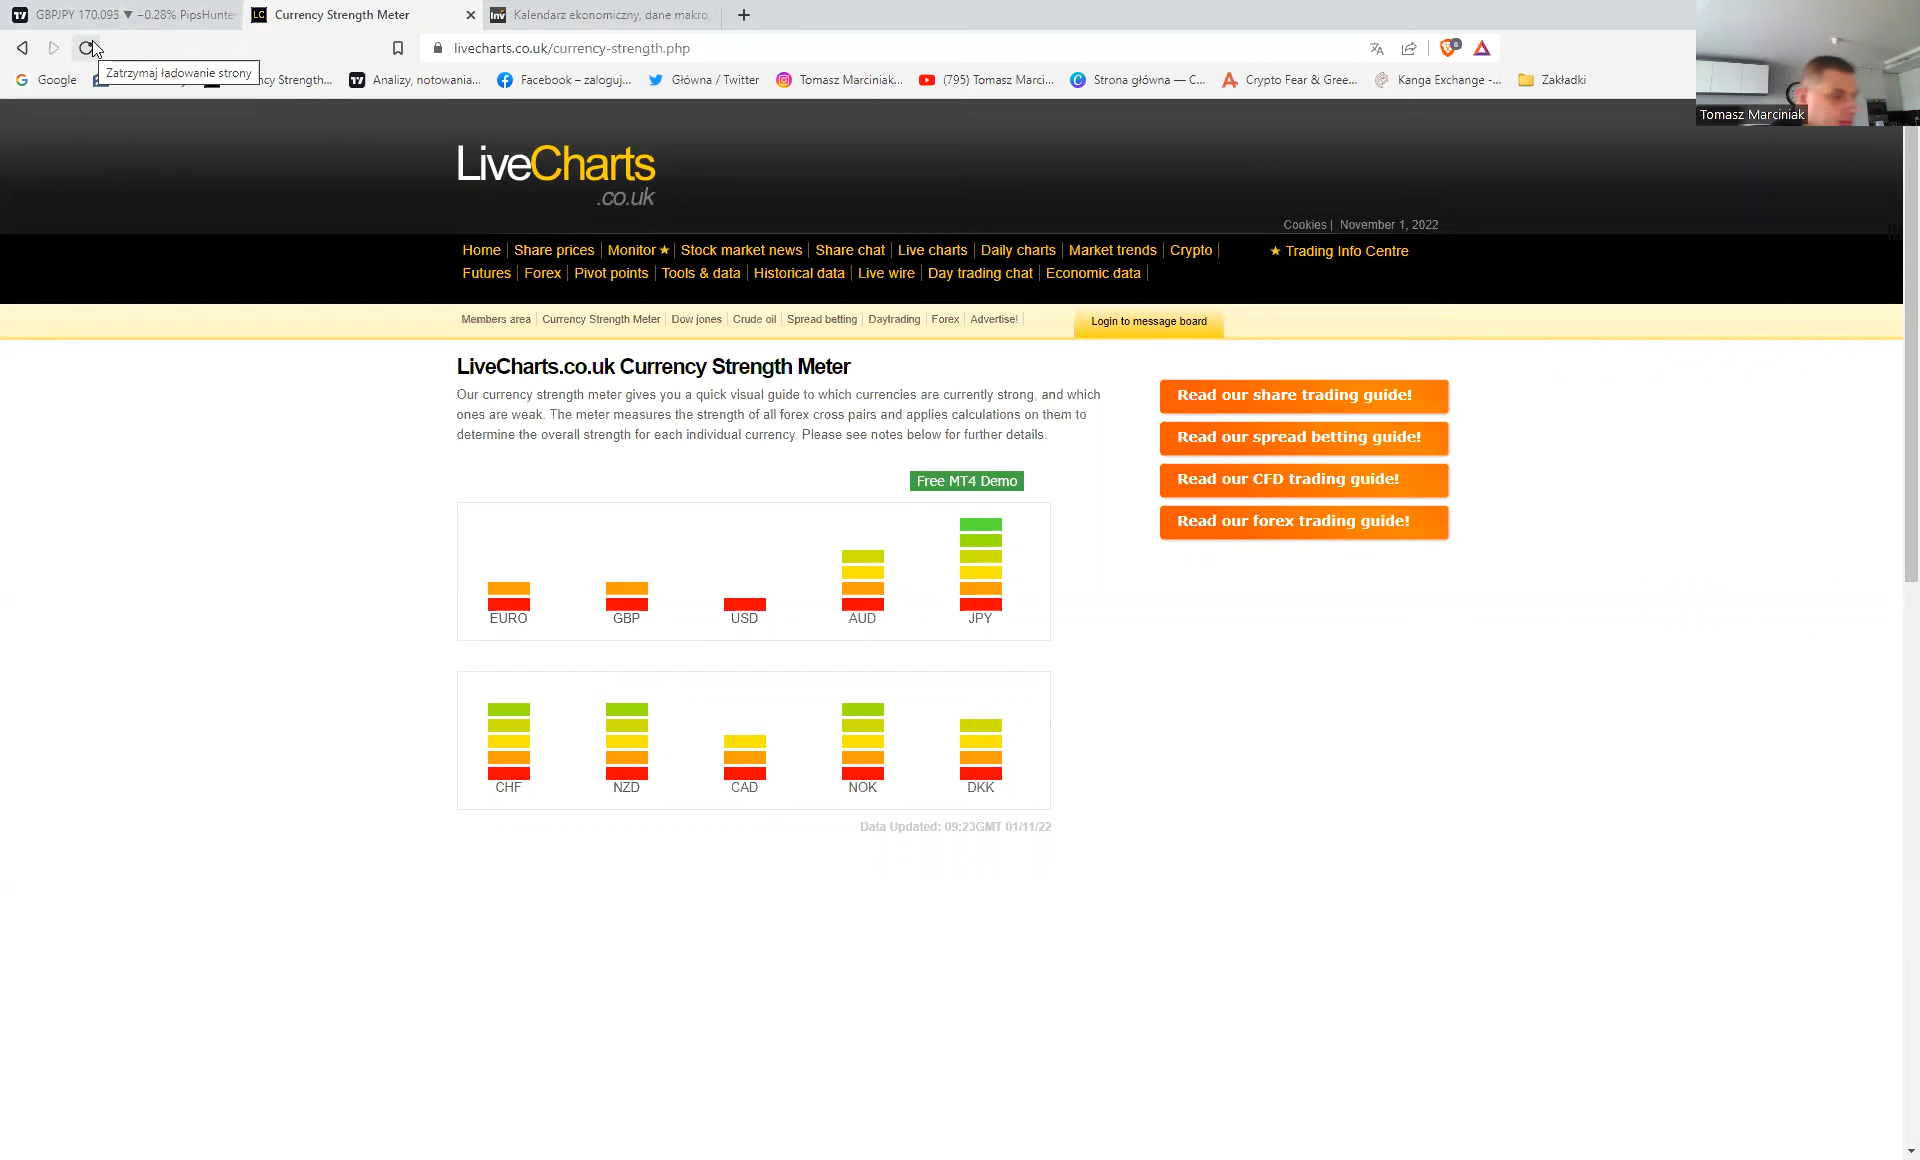 GBPJPY 170.095 ▼ −0.28% PipsHunte
LC Currency Strength Meter
Inv Kalendarz ekonomiczny, dane makro,
livecharts.co.uk/currency-strength.php
6
Zatrzymaj ładowanie strony
Google
ncy Strength...
Analizy, notowania...
Facebook – zaloguj...
Główna / Twitter
Tomasz Marciniak...
(795) Tomasz Marci...
Strona główna — C...
Crypto Fear & Gree...
Kanga Exchange -...
Zakładki
Tomasz Marciniak
LiveCharts
.co.uk
Cookies | November 1, 2022
Home | Share prices | Monitor ★ | Stock market news | Share chat | Live charts | Daily charts | Market trends | Crypto |
★ Trading Info Centre
Futures | Forex | Pivot points | Tools & data | Historical data | Live wire | Day trading chat | Economic data |
Members area | Currency Strength Meter | Dow jones | Crude oil | Spread betting | Daytrading | Forex | Advertise! |
Login to message board
LiveCharts.co.uk Currency Strength Meter
Our currency strength meter gives you a quick visual guide to which currencies are currently strong, and which
ones are weak. The meter measures the strength of all forex cross pairs and applies calculations on them to
determine the overall strength for each individual currency. Please see notes below for further details.
Read our share trading guide!
Read our spread betting guide!
Read our CFD trading guide!
Read our forex trading guide!
Free MT4 Demo
EURO GBP USD AUD JPY
CHF NZD CAD NOK DKK
Data Updated: 09:23GMT 01/11/22